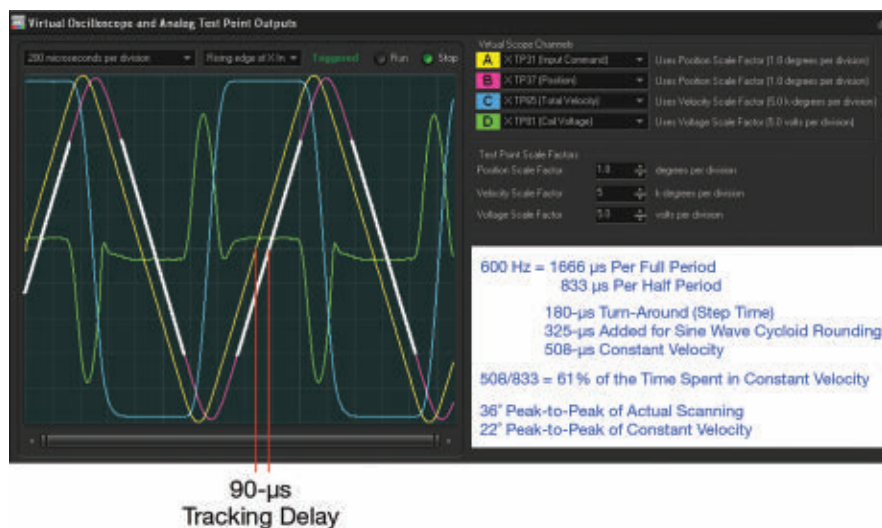 Virtual Oscilloscope and Analog Test Point Outputs
200 microseconds per division
Rising edge of X In
Triggered
Run
Stop
Virtual Scope Channels
A X TP31 (Input Command) Uses Position Scale Factor (1.0 degrees per division)
B X TP37 (Position) Uses Position Scale Factor (1.0 degrees per division)
C X TP65 (Total Velocity) Uses Velocity Scale Factor (5.0 k-degrees per division)
D X TP81 (Coil Voltage) Uses Voltage Scale Factor (5.0 volts per division)
Test Point Scale Factors
Position Scale Factor 1.0 degrees per division
Velocity Scale Factor 5 k-degrees per division
Voltage Scale Factor 5.0 volts per division
600 Hz = 1666 µs Per Full Period
833 µs Per Half Period
180-µs Turn-Around (Step Time)
325-µs Added for Sine Wave Cycloid Rounding
508-µs Constant Velocity
508/833 = 61% of the Time Spent in Constant Velocity
36° Peak-to-Peak of Actual Scanning
22° Peak-to-Peak of Constant Velocity
90-µs
Tracking Delay